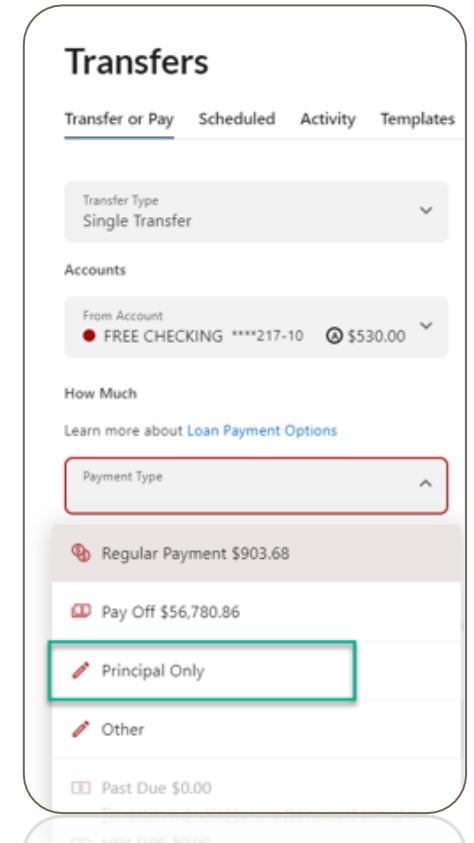 Transfers
Transfer or Pay Scheduled Activity Templates
Transfer Type
Single Transfer
Accounts
From Account
FREE CHECKING ****217-10 Ⓐ $530.00
How Much
Learn more about Loan Payment Options
Payment Type
Regular Payment $903.68
Pay Off $56,780.86
Principal Only
Other
Past Due $0.00